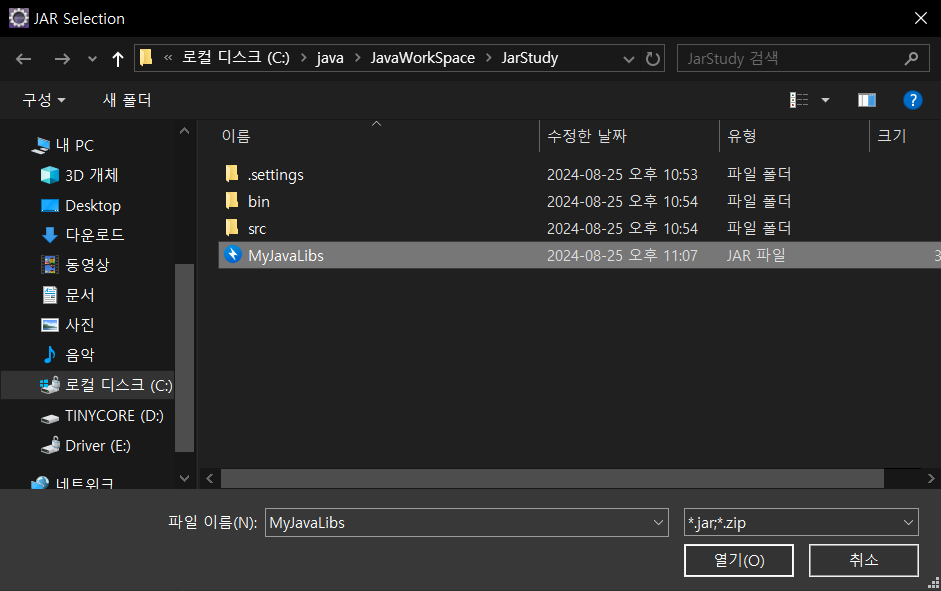 JAR Selection
« 로컬 디스크 (C:) > java > JavaWorkSpace > JarStudy
JarStudy 검색
구성 새 폴더
이름 수정한 날짜 유형 크기
내 PC
3D 개체
Desktop
다운로드
동영상
문서
사진
음악
로컬 디스크 (C:)
TINYCORE (D:)
Driver (E:)
네트워크
.settings 2024-08-25 오후 10:53 파일 폴더
bin 2024-08-25 오후 10:54 파일 폴더
src 2024-08-25 오후 10:54 파일 폴더
MyJavaLibs 2024-08-25 오후 11:07 JAR 파일 3
파일 이름(N): MyJavaLibs *.jar;*.zip
열기(O) 취소